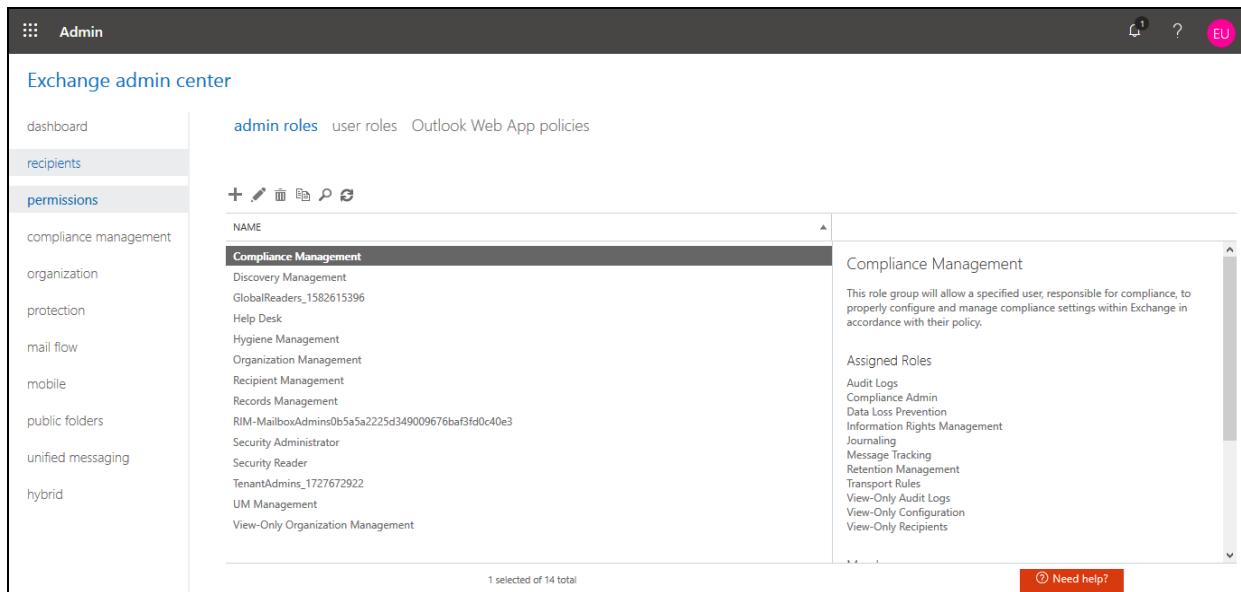 Admin
1
?
EU
Exchange admin center
dashboard
recipients
permissions
compliance management
organization
protection
mail flow
mobile
public folders
unified messaging
hybrid
admin roles user roles Outlook Web App policies
NAME
Compliance Management
Discovery Management
GlobalReaders_1582615396
Help Desk
Hygiene Management
Organization Management
Recipient Management
Records Management
RIM-MailboxAdmins0b5a5a2225d349009676baf3fd0c40e3
Security Administrator
Security Reader
TenantAdmins_1727672922
UM Management
View-Only Organization Management
1 selected of 14 total
Compliance Management
This role group will allow a specified user, responsible for compliance, to
properly configure and manage compliance settings within Exchange in
accordance with their policy.
Assigned Roles
Audit Logs
Compliance Admin
Data Loss Prevention
Information Rights Management
Journaling
Message Tracking
Retention Management
Transport Rules
View-Only Audit Logs
View-Only Configuration
View-Only Recipients
? Need help?